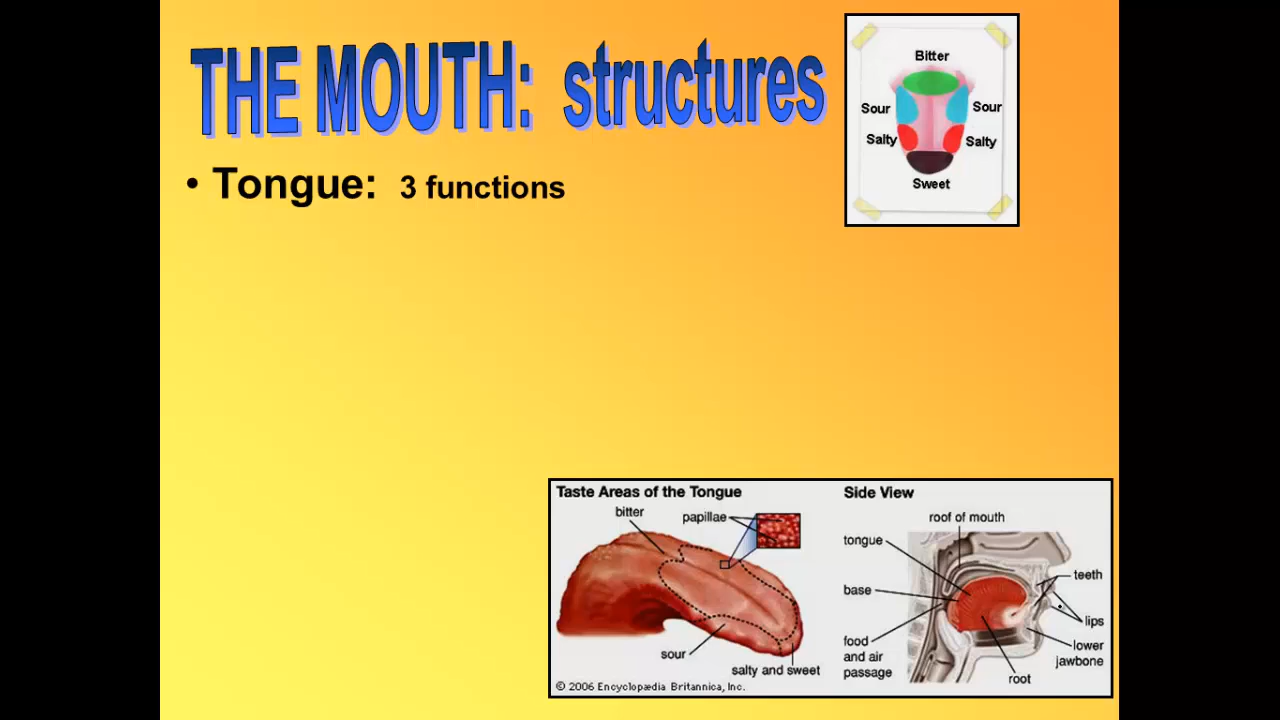 THE MOUTH: structures
• Tongue: 3 functions
Bitter
Sour
Sour
Salty
Salty
Sweet
Taste Areas of the Tongue
bitter
papillae
sour
salty and sweet
© 2006 Encyclopædia Britannica, Inc.
Side View
roof of mouth
tongue
teeth
base
lips
food
and air
passage
lower
jawbone
root